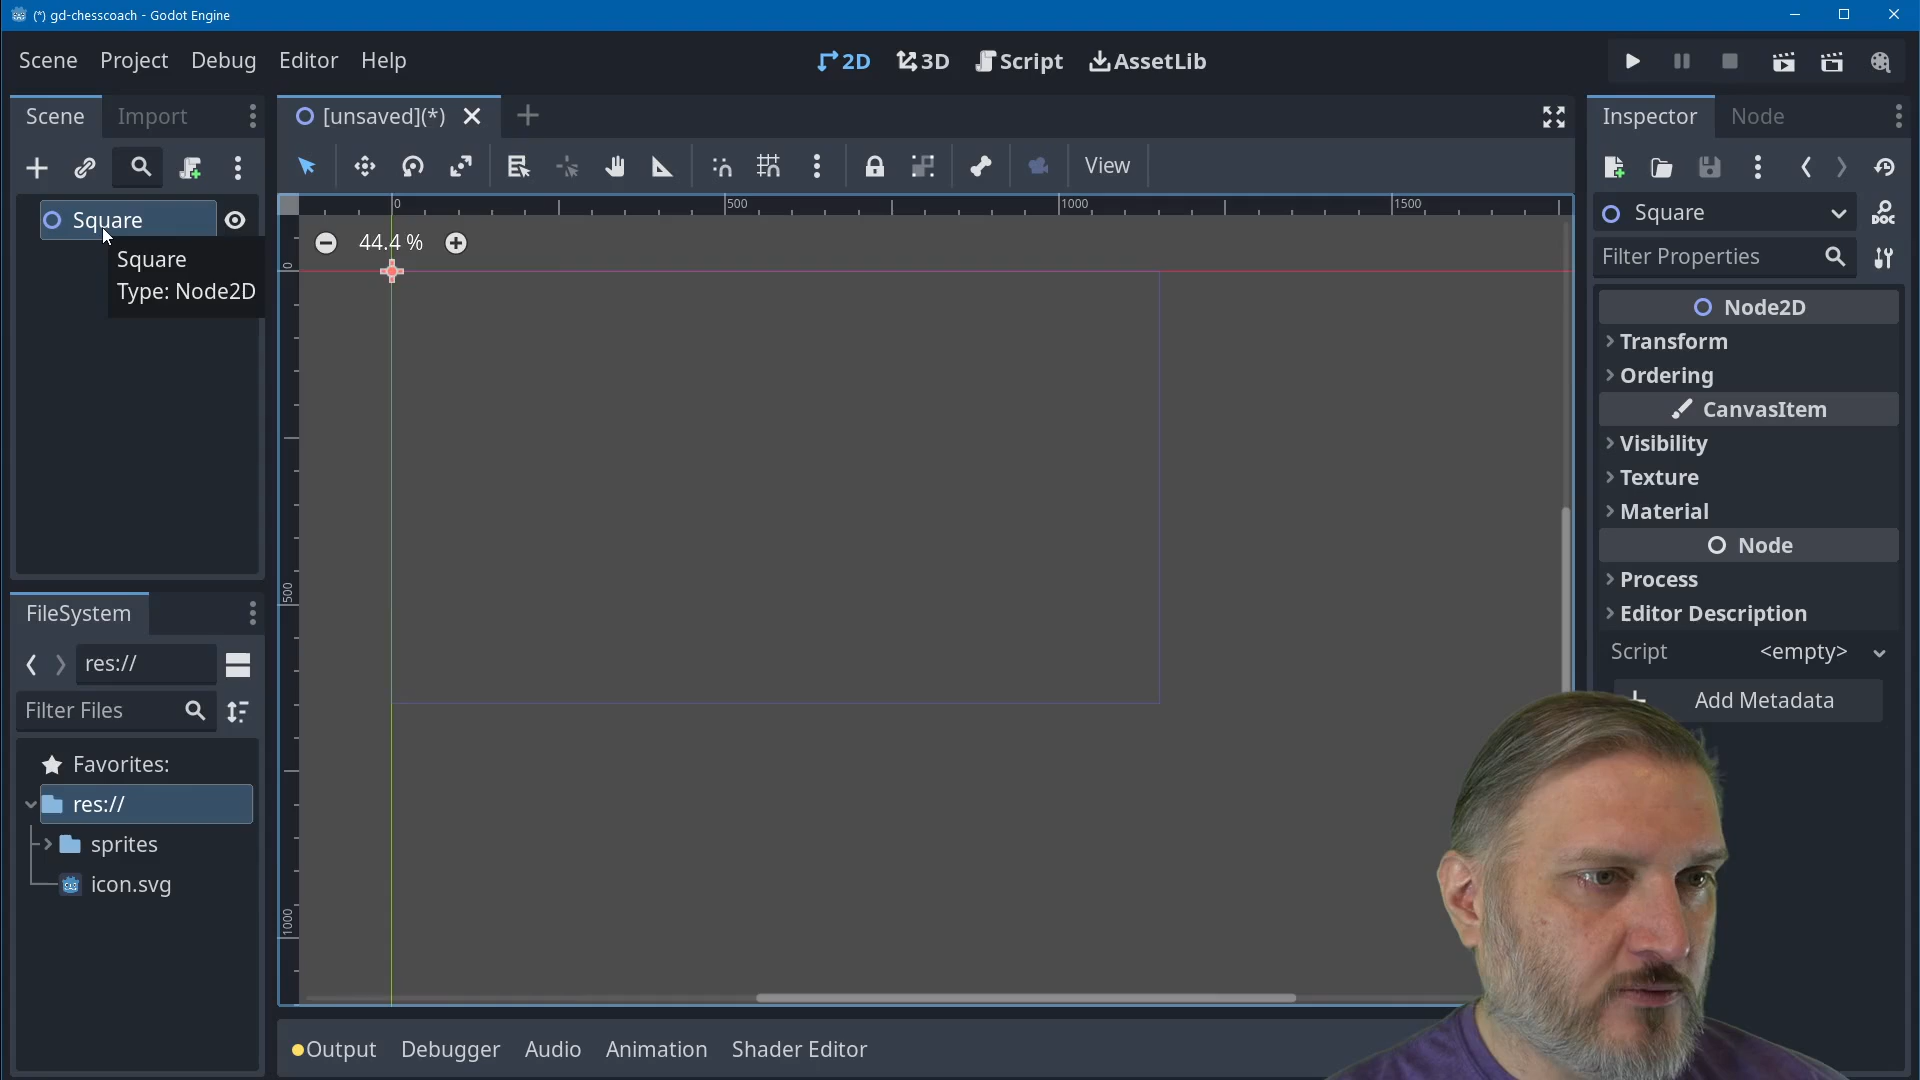 (*) gd-chesscoach - Godot Engine
Scene Project Debug Editor Help
2D 3D Script AssetLib
Scene Import
[unsaved](*)
Inspector Node
View
Square
Square
Type: Node2D
0 500 1000 1500
44.4 %
0
500
1000
Square
DOC
Filter Properties
Node2D
Transform
Ordering
CanvasItem
Visibility
Texture
Material
Node
Process
Editor Description
Script <empty>
Add Metadata
FileSystem
res://
Filter Files
Favorites:
res://
sprites
icon.svg
Output Debugger Audio Animation Shader Editor